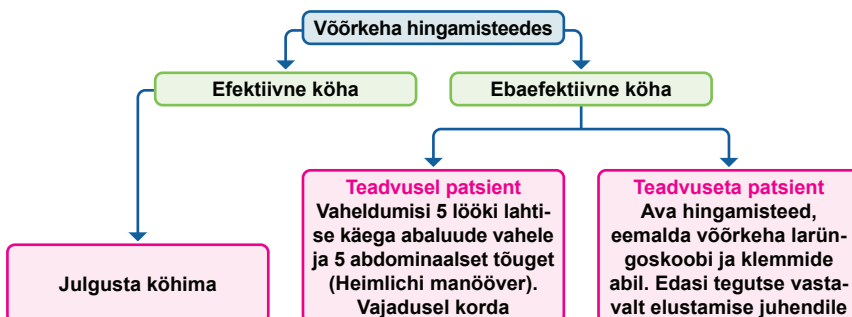 Võõrkeha hingamisteedes
Efektiivne köha
Ebaefektiivne köha
Julgusta köhima
Teadvusel patsient
Vaheldumisi 5 lööki lahti-
se käega abaluude vahele
ja 5 abdominaalset tõuget
(Heimlichi manööver).
Vajadusel korda
Teadvuseta patsient
Ava hingamisteed,
eemalda võõrkeha larün-
goskoobi ja klemmide
abil. Edasi tegutse vasta-
valt elustamise juhendile